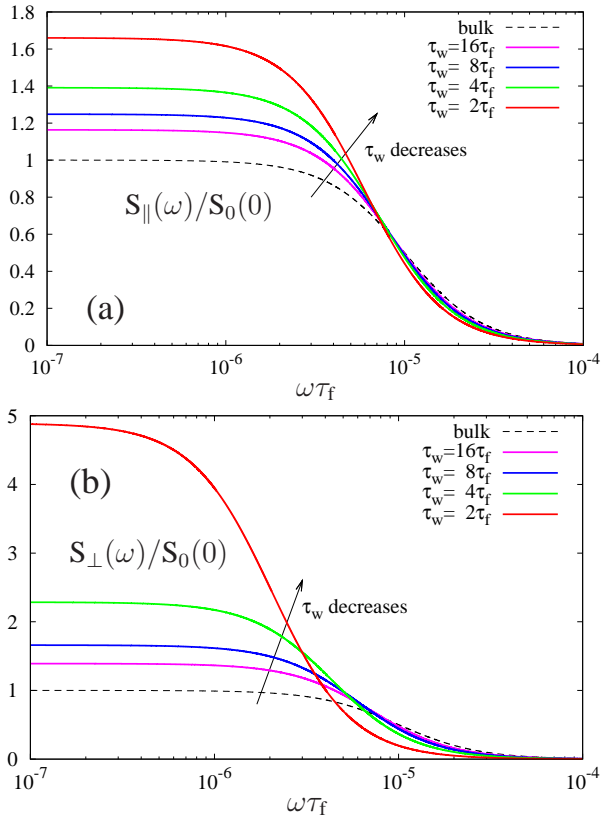 1.8
1.6
1.4
1.2
1
0.8
0.6
0.4
0.2
0
bulk
τw=16τf
τw= 8τf
τw= 4τf
τw= 2τf
τw decreases
S∥(ω)/S0(0)
(a)
10-7 10-6 10-5 10-4
ωτf
5
4
3
2
1
0
bulk
τw=16τf
τw= 8τf
τw= 4τf
τw= 2τf
(b)
S⊥(ω)/S0(0)
τw decreases
10-7 10-6 10-5 10-4
ωτf